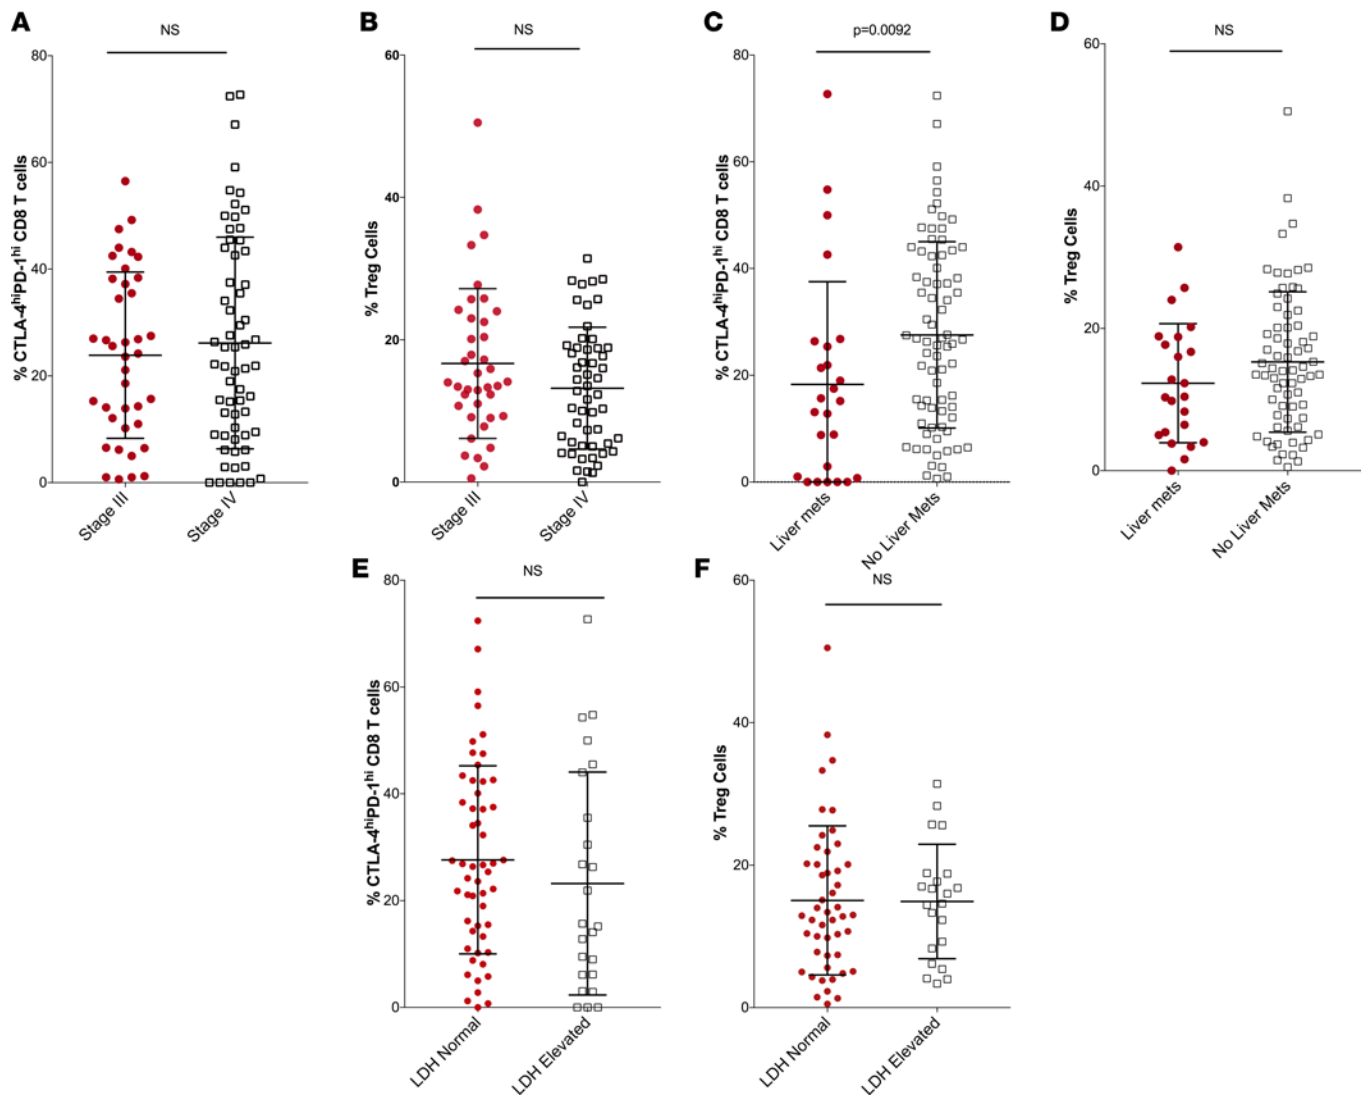 A
NS
80
60
40
20
0
% CTLA-4hiPD-1hi CD8 T cells
Stage III
Stage IV
B
NS
60
40
20
0
% Treg Cells
Stage III
Stage IV
C
p=0.0092
80
60
40
20
0
% CTLA-4hiPD-1hi CD8 T cells
Liver mets
No Liver Mets
D
NS
60
40
20
0
% Treg Cells
Liver mets
No Liver Mets
E
NS
80
60
40
20
0
% CTLA-4hiPD-1hi CD8 T cells
LDH Normal
LDH Elevated
F
NS
60
40
20
0
% Treg Cells
LDH Normal
LDH Elevated